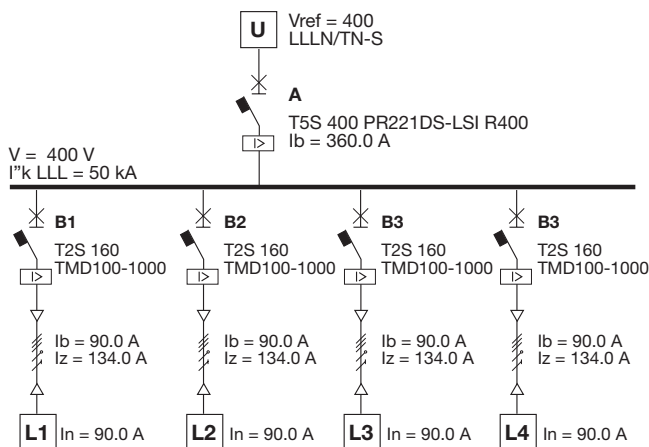 U
Vref = 400
LLLN/TN-S
A
T5S 400 PR221DS-LSI R400
Ib = 360.0 A
I>
V = 400 V
I"k LLL = 50 kA
B1
T2S 160
TMD100-1000
I>
Ib = 90.0 A
Iz = 134.0 A
L1
In = 90.0 A
B2
T2S 160
TMD100-1000
I>
Ib = 90.0 A
Iz = 134.0 A
L2
In = 90.0 A
B3
T2S 160
TMD100-1000
I>
Ib = 90.0 A
Iz = 134.0 A
L3
In = 90.0 A
B3
T2S 160
TMD100-1000
I>
Ib = 90.0 A
Iz = 134.0 A
L4
In = 90.0 A